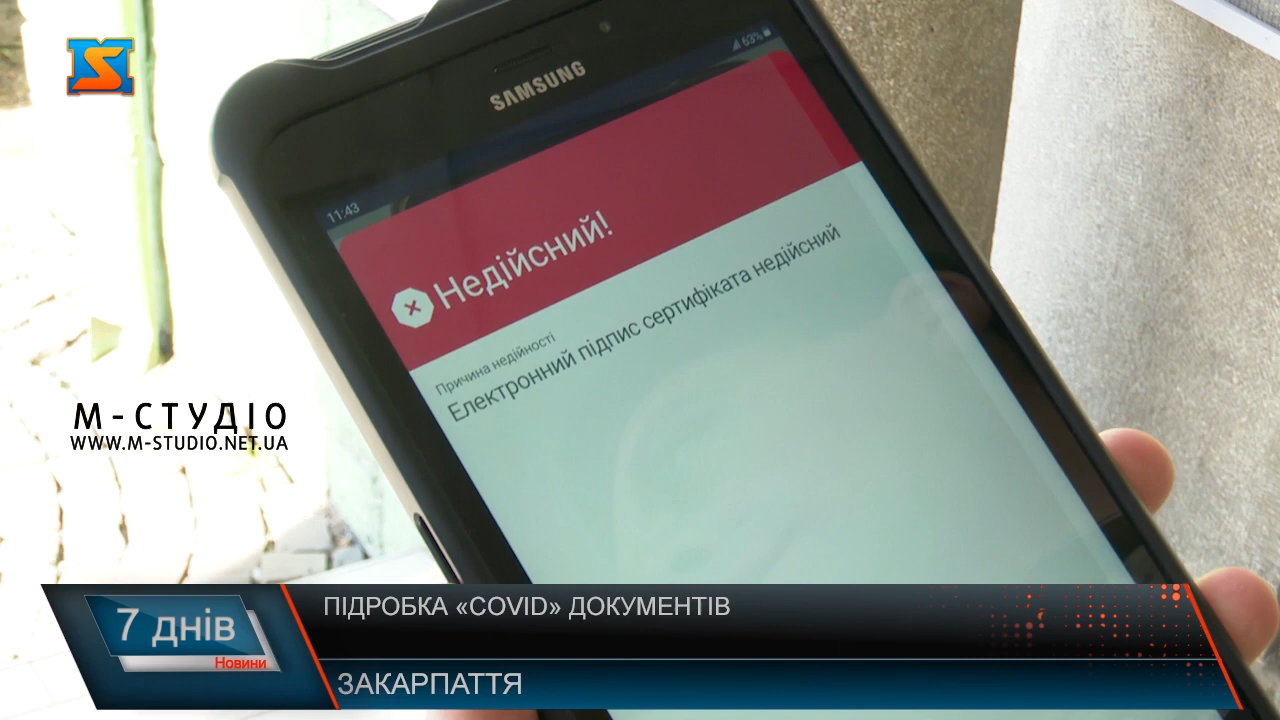 SAMSUNG
63%
11:43
Недійсний!
Причина недійності
Електронний підпис сертифіката недійсний
М-СТУДІО
WWW.M-STUDIO.NET.UA
7 днів
Новини
ПІДРОБКА «COVID» ДОКУМЕНТІВ
ЗАКАРПАТТЯ